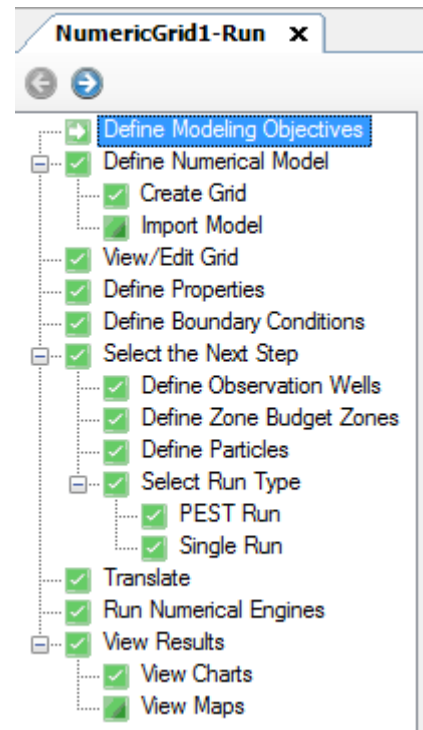 NumericGrid1-Run x
Define Modeling Objectives
Define Numerical Model
Create Grid
Import Model
View/Edit Grid
Define Properties
Define Boundary Conditions
Select the Next Step
Define Observation Wells
Define Zone Budget Zones
Define Particles
Select Run Type
PEST Run
Single Run
Translate
Run Numerical Engines
View Results
View Charts
View Maps